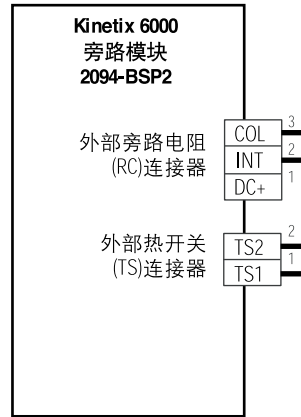 Kinetix 6000
旁路模块
2094-BSP2
外部旁路电阻
(RC)连接器
COL 3
INT 2
DC+ 1
外部热开关
(TS)连接器
TS2 2
TS1 1